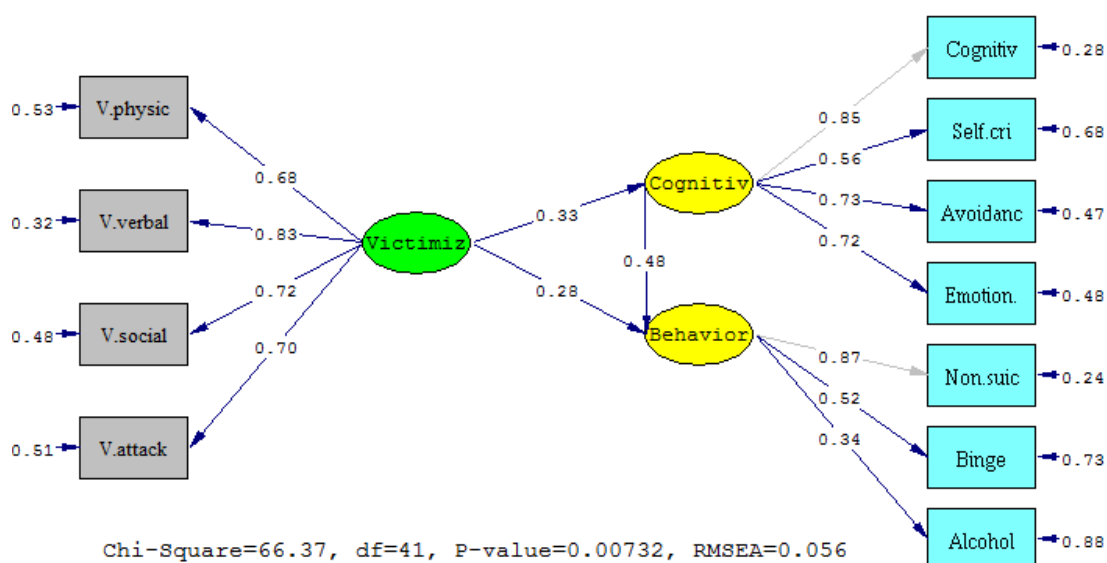 Cognitiv
0.28
0.53
V.physic
0.85
Self.cri
0.68
0.68
0.56
Cognitiv
0.73
Avoidanc
0.47
0.32
V.verbal
0.83
Victimiz
0.33
0.72
0.48
0.72
0.28
Emotion.
0.48
0.48
V.social
0.70
Behavior
0.87
Non.suic
0.24
0.52
0.34
0.51
V.attack
Binge
0.73
Chi-Square=66.37, df=41, P-value=0.00732, RMSEA=0.056
Alcohol
0.88